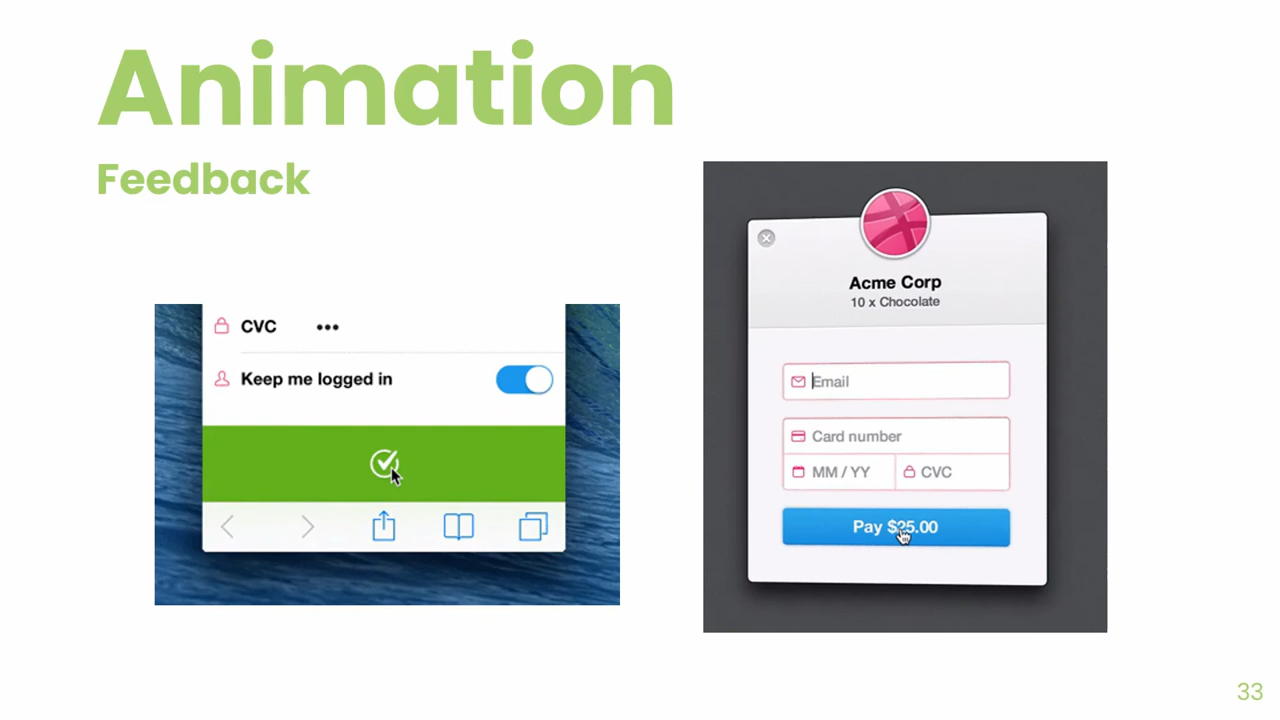 Animation
Feedback
CVC •••
Keep me logged in
Acme Corp
10 x Chocolate
Email
Card number
MM / YY CVC
Pay $25.00
33